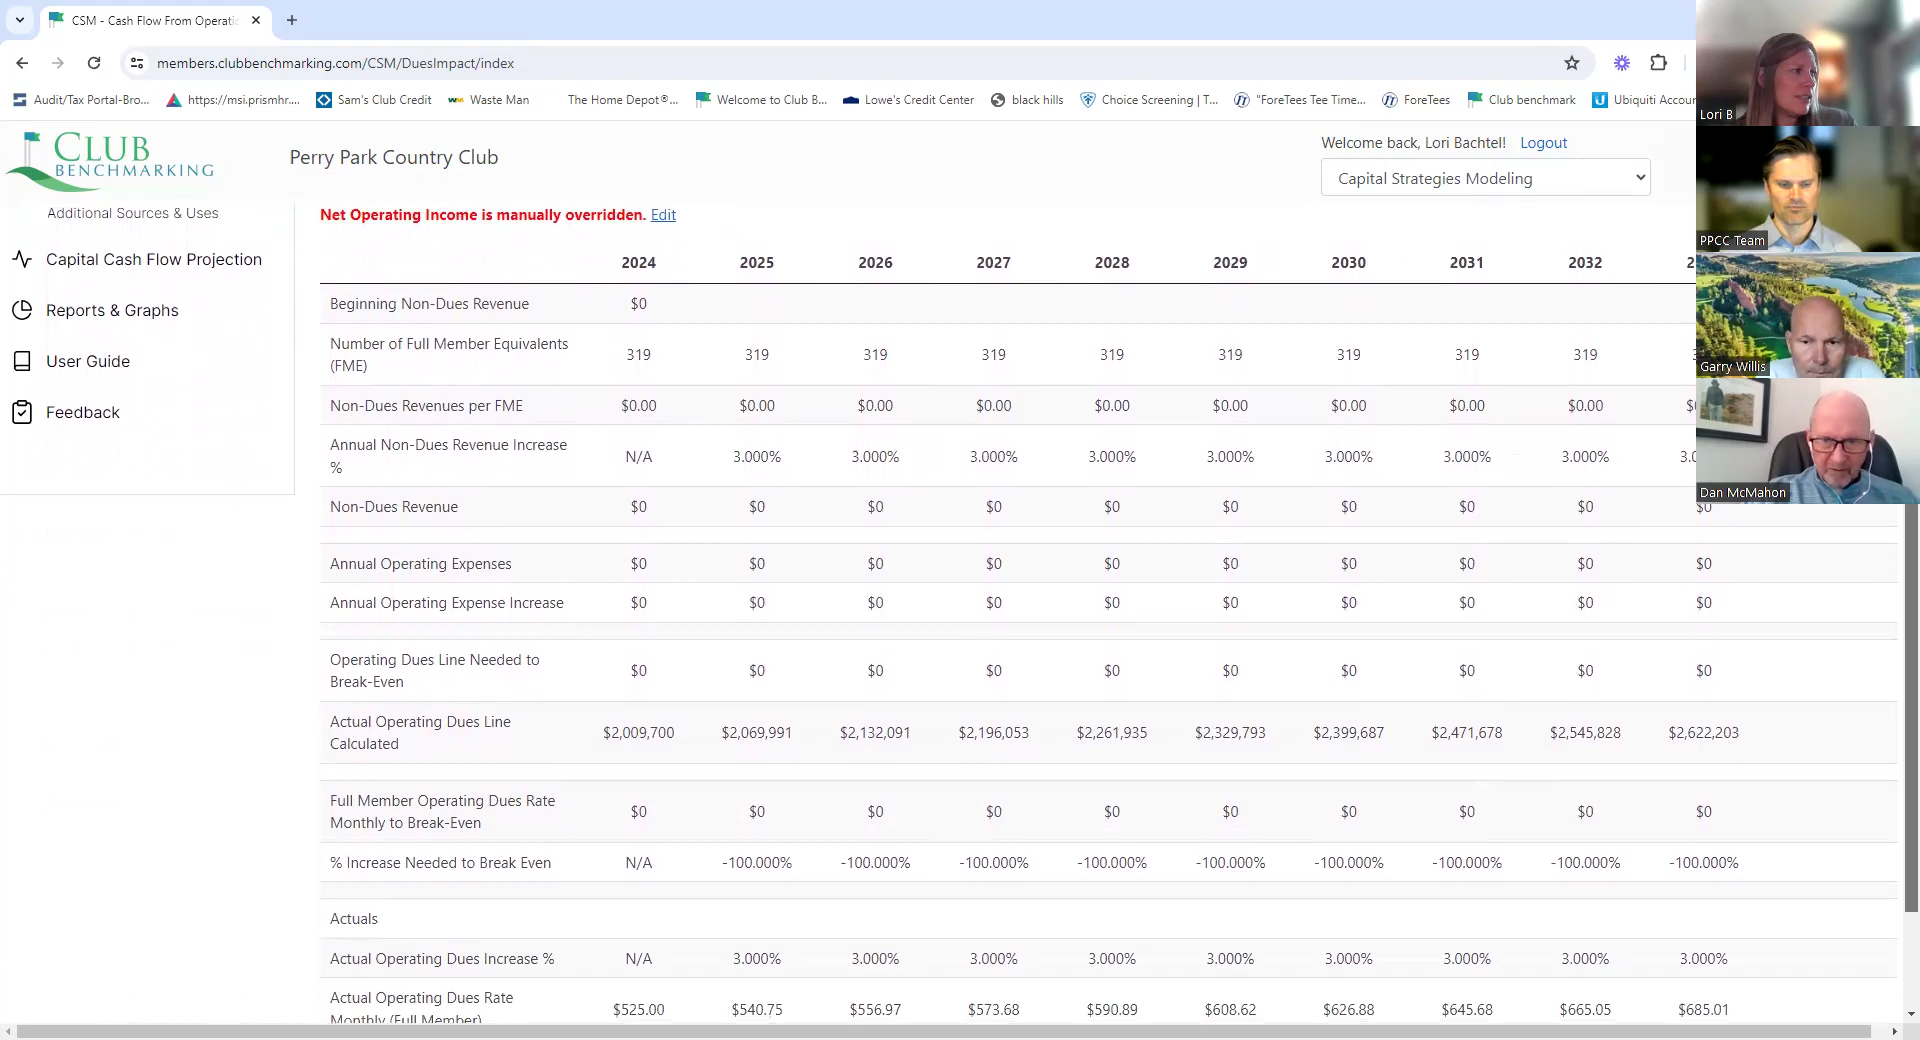 CSM - Cash Flow From Operatio
members.clubbenchmarking.com/CSM/DuesImpact/index
Audit/Tax Portal-Bro... https://msi.prismhr.... Sam's Club Credit Waste Man The Home Depot®... Welcome to Club B... Lowe's Credit Center black hills Choice Screening | T... "ForeTees Tee Time... ForeTees Club benchmark Ubiquiti Accou
CLUB
BENCHMARKING
Perry Park Country Club
Welcome back, Lori Bachtel! Logout
Capital Strategies Modeling
Additional Sources & Uses
Capital Cash Flow Projection
Reports & Graphs
User Guide
Feedback
Net Operating Income is manually overridden. Edit
2024 2025 2026 2027 2028 2029 2030 2031 2032 2
Beginning Non-Dues Revenue $0
Number of Full Member Equivalents
(FME) 319 319 319 319 319 319 319 319 319
Non-Dues Revenues per FME $0.00 $0.00 $0.00 $0.00 $0.00 $0.00 $0.00 $0.00 $0.00
Annual Non-Dues Revenue Increase
% N/A 3.000% 3.000% 3.000% 3.000% 3.000% 3.000% 3.000% 3.000% 3.0
Non-Dues Revenue $0 $0 $0 $0 $0 $0 $0 $0 $0 $0
Annual Operating Expenses $0 $0 $0 $0 $0 $0 $0 $0 $0 $0
Annual Operating Expense Increase $0 $0 $0 $0 $0 $0 $0 $0 $0 $0
Operating Dues Line Needed to
Break-Even $0 $0 $0 $0 $0 $0 $0 $0 $0 $0
Actual Operating Dues Line
Calculated $2,009,700 $2,069,991 $2,132,091 $2,196,053 $2,261,935 $2,329,793 $2,399,687 $2,471,678 $2,545,828 $2,622,203
Full Member Operating Dues Rate
Monthly to Break-Even $0 $0 $0 $0 $0 $0 $0 $0 $0 $0
% Increase Needed to Break Even N/A -100.000% -100.000% -100.000% -100.000% -100.000% -100.000% -100.000% -100.000% -100.000%
Actuals
Actual Operating Dues Increase % N/A 3.000% 3.000% 3.000% 3.000% 3.000% 3.000% 3.000% 3.000% 3.000%
Actual Operating Dues Rate
Monthly (Full Member) $525.00 $540.75 $556.97 $573.68 $590.89 $608.62 $626.88 $645.68 $665.05 $685.01
Lori B
PPCC Team
Garry Willis
Dan McMahon